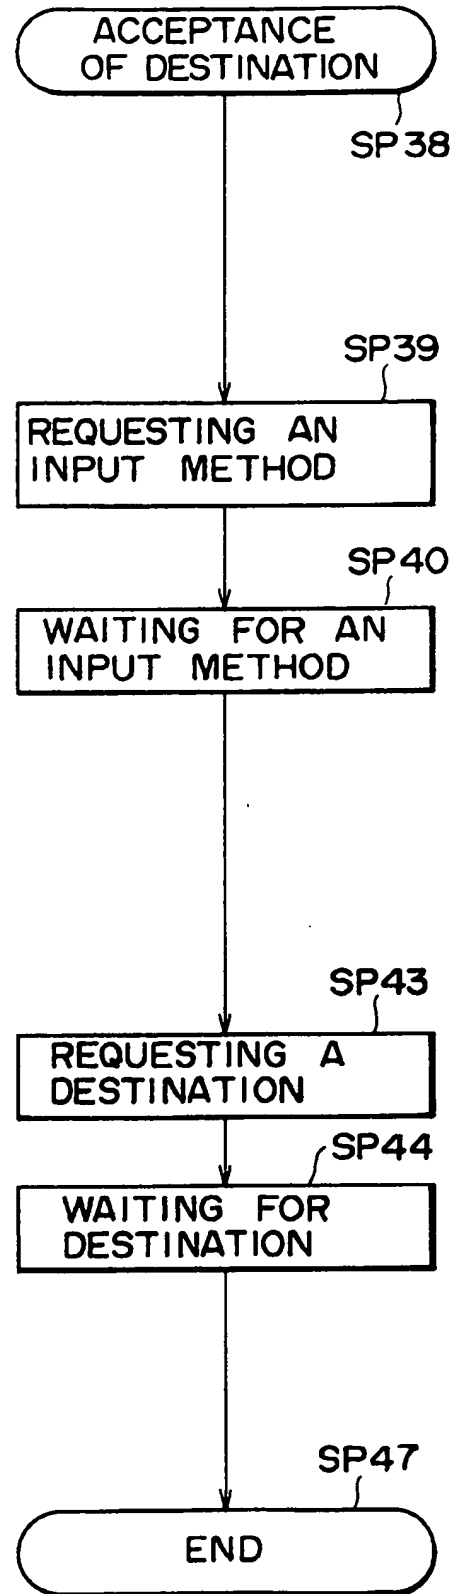 ACCEPTANCE
OF DESTINATION
SP38
SP39
REQUESTING AN
INPUT METHOD
SP40
WAITING FOR AN
INPUT METHOD
SP43
REQUESTING A
DESTINATION
SP44
WAITING FOR
DESTINATION
SP47
END